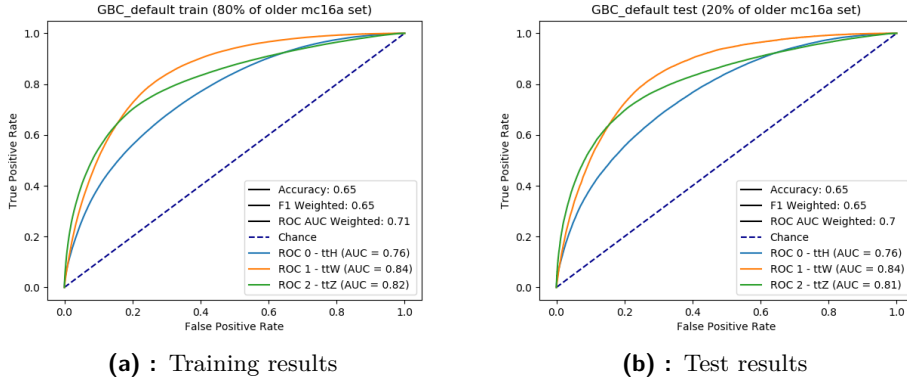 GBC_default train (80% of older mc16a set)
1.0
0.8
0.6
0.4
0.2
0.0
True Positive Rate
Accuracy: 0.65
F1 Weighted: 0.65
ROC AUC Weighted: 0.71
Chance
ROC 0 - ttH (AUC = 0.76)
ROC 1 - ttW (AUC = 0.84)
ROC 2 - ttZ (AUC = 0.82)
0.0 0.2 0.4 0.6 0.8 1.0
False Positive Rate
(a) : Training results
GBC_default test (20% of older mc16a set)
1.0
0.8
0.6
0.4
0.2
0.0
True Positive Rate
Accuracy: 0.65
F1 Weighted: 0.65
ROC AUC Weighted: 0.7
Chance
ROC 0 - ttH (AUC = 0.76)
ROC 1 - ttW (AUC = 0.84)
ROC 2 - ttZ (AUC = 0.81)
0.0 0.2 0.4 0.6 0.8 1.0
False Positive Rate
(b) : Test results